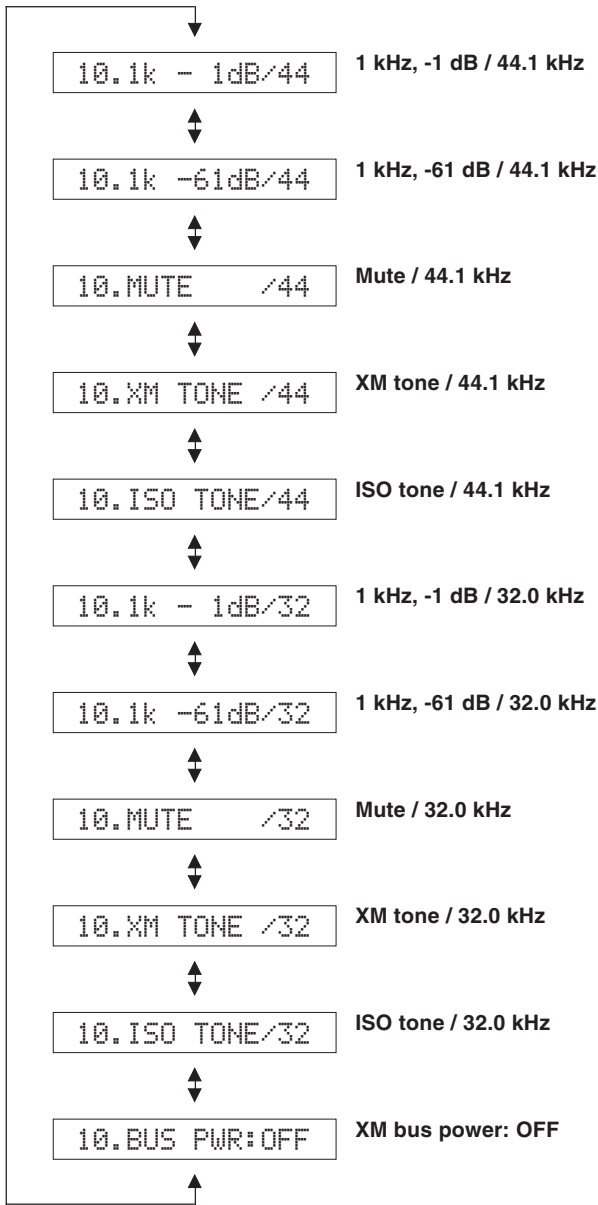 10.1k - 1dB/44 1 kHz, -1 dB / 44.1 kHz
10.1k -61dB/44 1 kHz, -61 dB / 44.1 kHz
10.MUTE /44 Mute / 44.1 kHz
10.XM TONE /44 XM tone / 44.1 kHz
10.ISO TONE/44 ISO tone / 44.1 kHz
10.1k - 1dB/32 1 kHz, -1 dB / 32.0 kHz
10.1k -61dB/32 1 kHz, -61 dB / 32.0 kHz
10.MUTE /32 Mute / 32.0 kHz
10.XM TONE /32 XM tone / 32.0 kHz
10.ISO TONE/32 ISO tone / 32.0 kHz
10.BUS PWR:OFF XM bus power: OFF